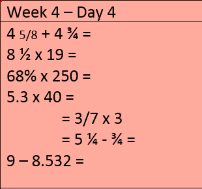 Week 4 – Day 4
4 5/8 + 4 ¾ =
8 ½ x 19 =
68% x 250 =
5.3 x 40 =
= 3/7 x 3
= 5 ¼ - ¾ =
9 – 8.532 =